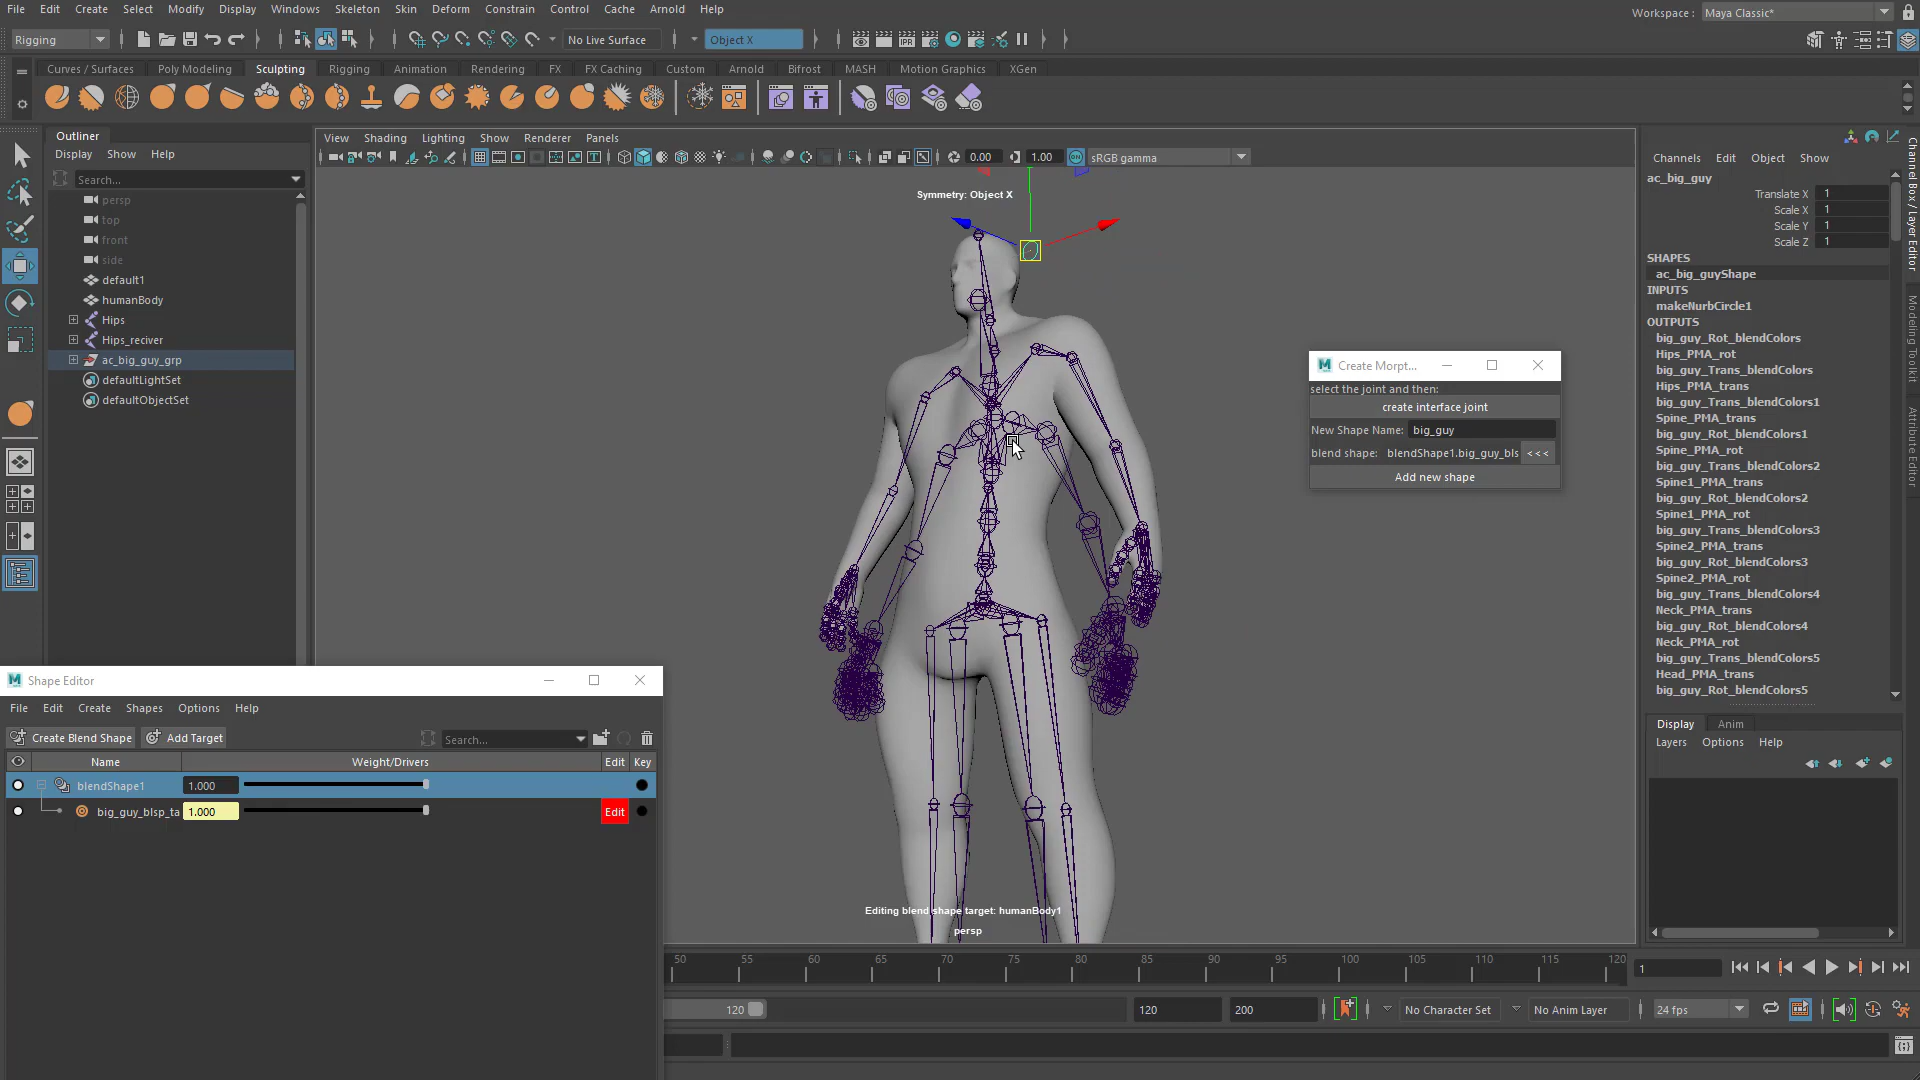 File Edit Create Select Modify Display Windows Skeleton Skin Deform Constrain Control Cache Arnold Help
Workspace : Maya Classic*
Rigging No Live Surface Object X
Curves / Surfaces Poly Modeling Sculpting Rigging Animation Rendering FX FX Caching Custom Arnold Bifrost MASH Motion Graphics XGen
Outliner
Display Show Help
Search...
persp
top
front
side
default1
humanBody
Hips
Hips_reciver
ac_big_guy_grp
defaultLightSet
defaultObjectSet
View Shading Lighting Show Renderer Panels
0.00 1.00 sRGB gamma
Symmetry: Object X
Editing blend shape target: humanBody1
persp
Create Morpt...
select the joint and then:
create interface joint
New Shape Name: big_guy
blend shape: blendShape1.big_guy_bls <<<
Add new shape
Channels Edit Object Show
ac_big_guy
Translate X 1
Scale X 1
Scale Y 1
Scale Z 1
SHAPES
ac_big_guyShape
INPUTS
makeNurbCircle1
OUTPUTS
big_guy_Rot_blendColors
Hips_PMA_rot
big_guy_Trans_blendColors
Hips_PMA_trans
big_guy_Trans_blendColors1
Spine_PMA_trans
big_guy_Rot_blendColors1
Spine_PMA_rot
big_guy_Trans_blendColors2
Spine1_PMA_trans
big_guy_Rot_blendColors2
Spine1_PMA_rot
big_guy_Trans_blendColors3
Spine2_PMA_trans
big_guy_Rot_blendColors3
Spine2_PMA_rot
big_guy_Trans_blendColors4
Neck_PMA_trans
big_guy_Rot_blendColors4
Neck_PMA_rot
big_guy_Trans_blendColors5
Head_PMA_trans
big_guy_Rot_blendColors5
Channel Box / Layer Editor
Modeling Toolkit
Attribute Editor
Display Anim
Layers Options Help
Shape Editor
File Edit Create Shapes Options Help
Create Blend Shape Add Target Search...
Name Weight/Drivers Edit Key
blendShape1 1.000
big_guy_blsp_ta 1.000 Edit
50 55 60 65 70 75 80 85 90 95 100 105 110 115 120
1
120 120 200 No Character Set No Anim Layer 24 fps